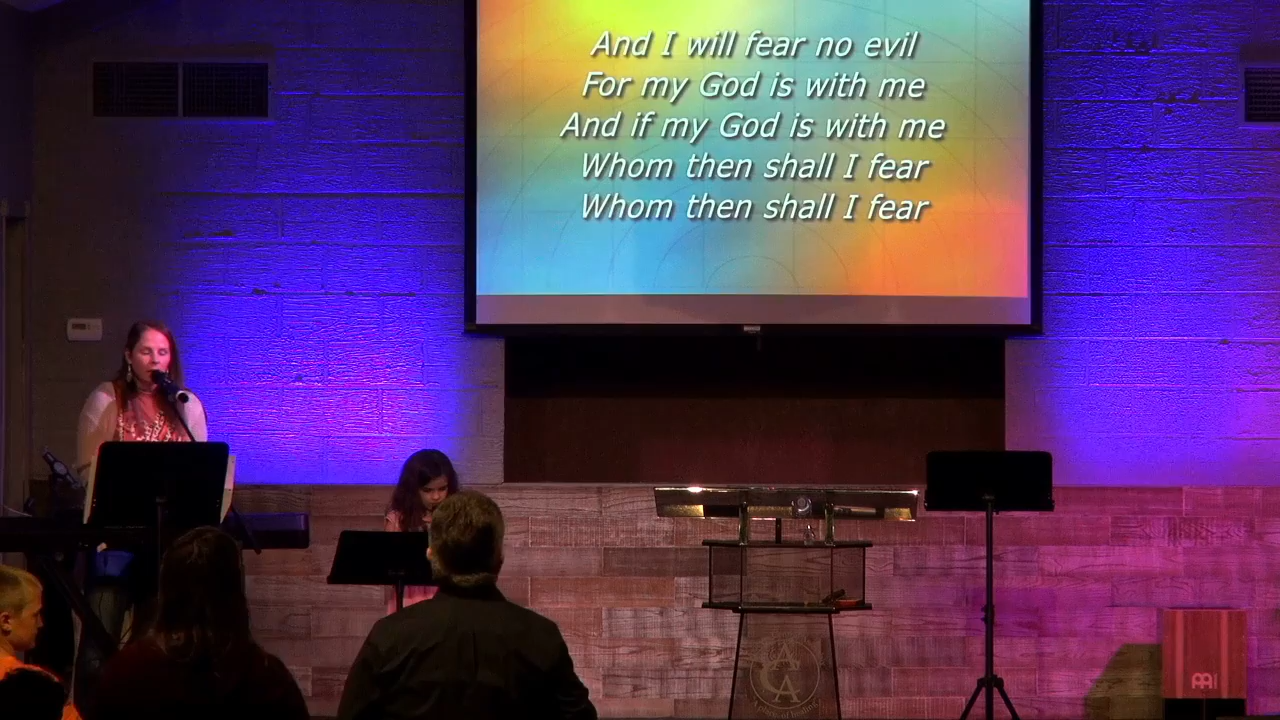 And I will fear no evil
For my God is with me
And if my God is with me
Whom then shall I fear
Whom then shall I fear